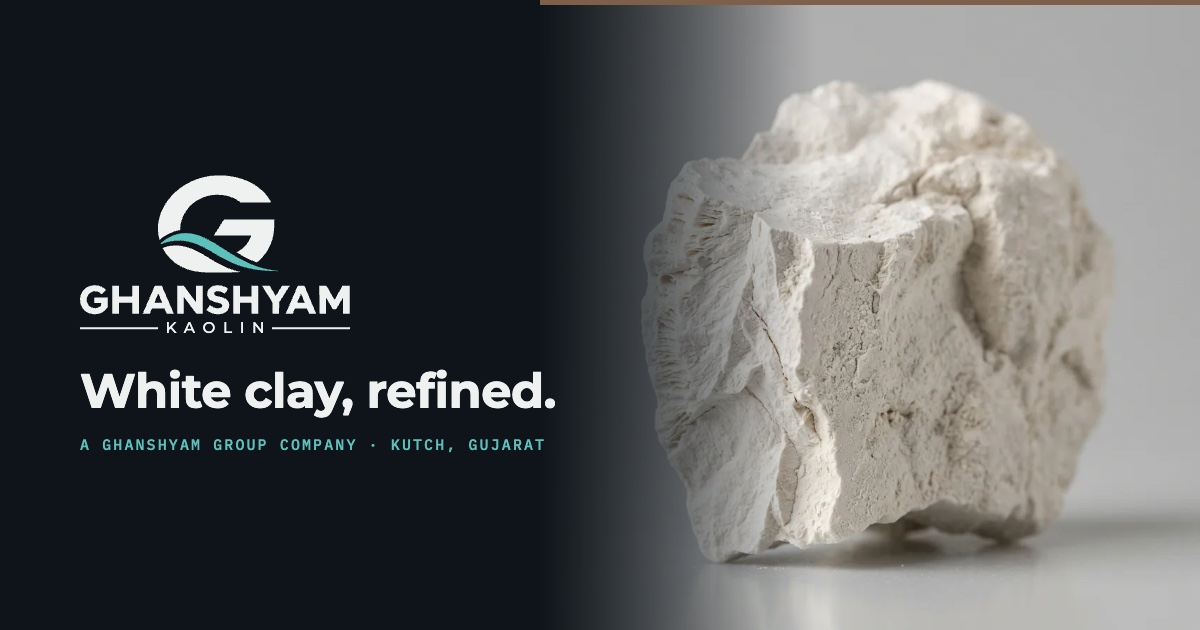 GHANSHYAM
KAOLIN
White clay, refined.
A GHANSHYAM GROUP COMPANY · KUTCH, GUJARAT